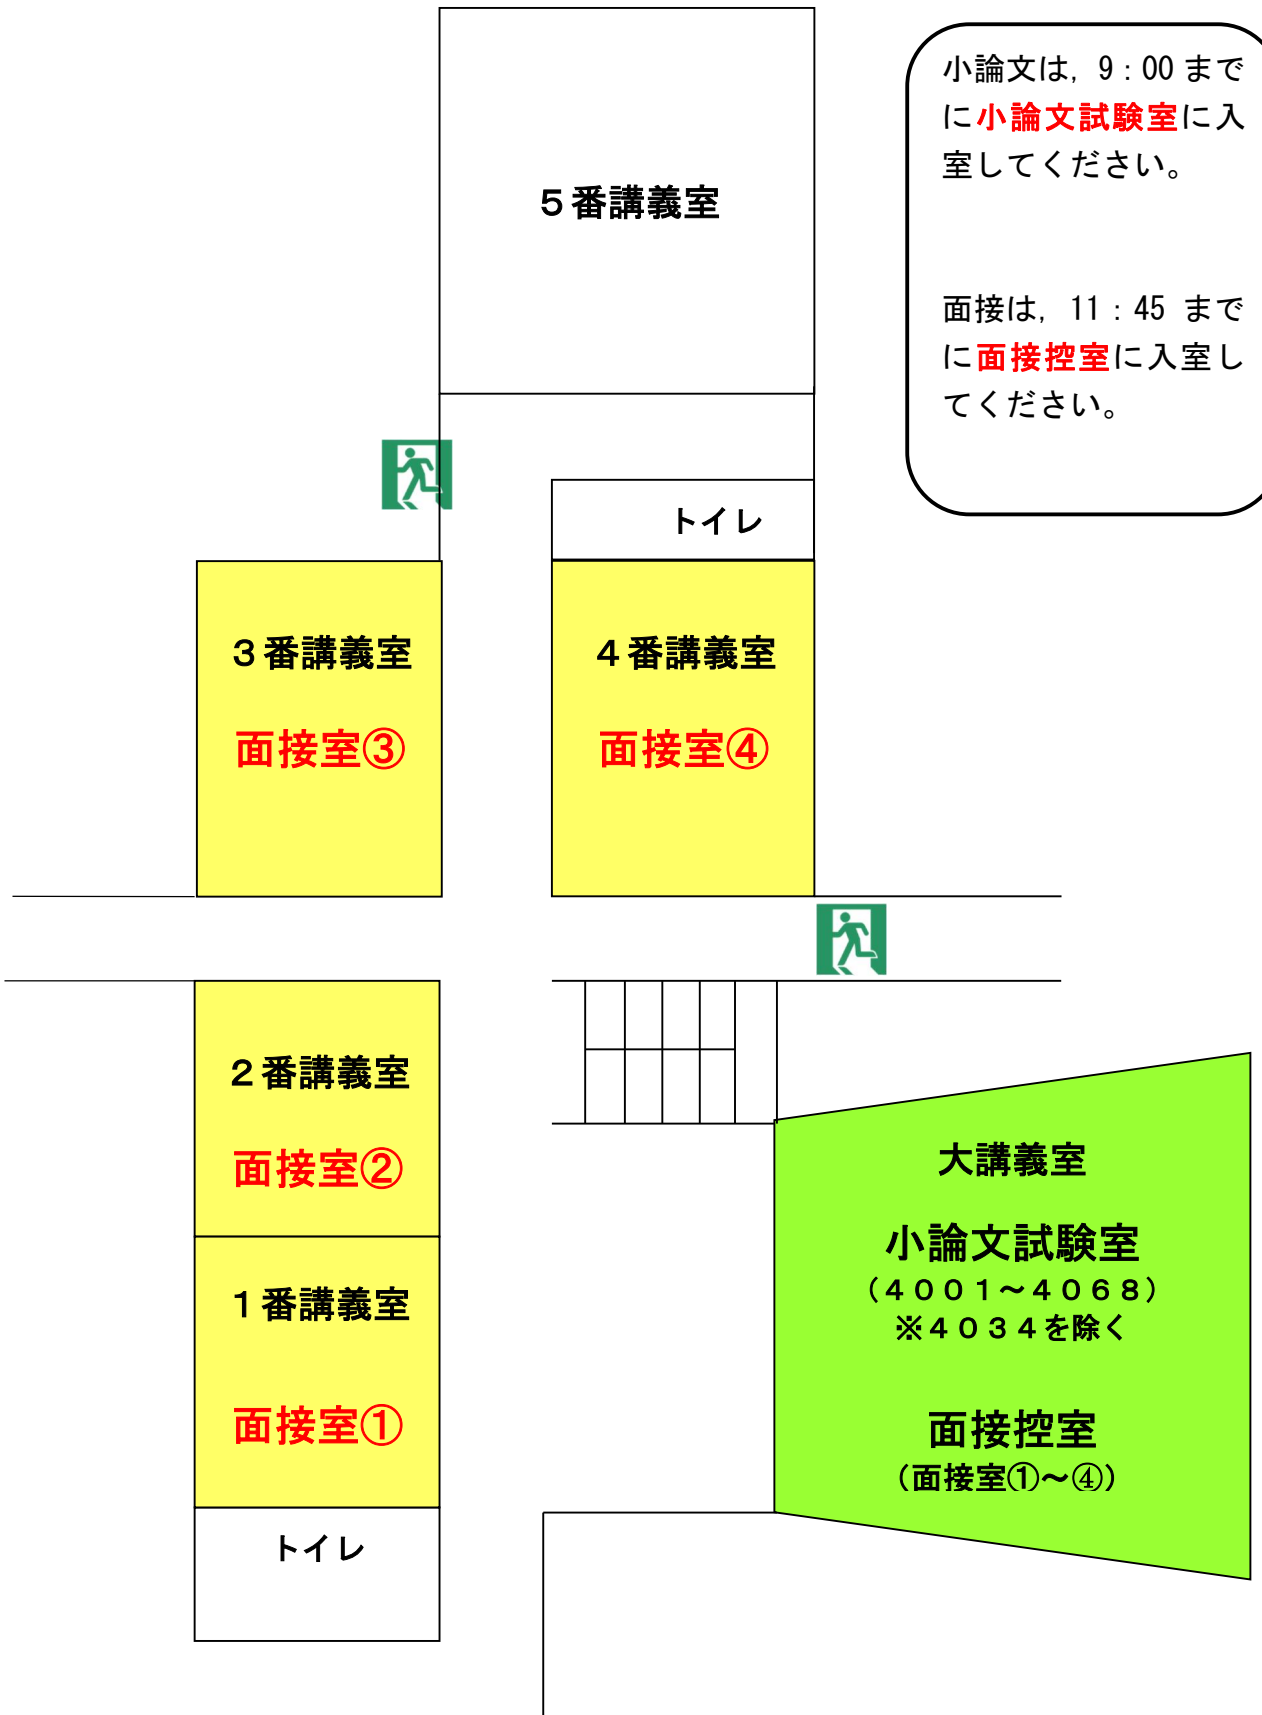 小論文は，9：00 まで
に小論文試験室に入
室してください。
面接は，11：45 まで
に面接控室に入室し
てください。
５番講義室
トイレ
３番講義室
面接室③
４番講義室
面接室④
２番講義室
面接室②
１番講義室
面接室①
トイレ
大講義室
小論文試験室
（４００１～４０６８）
※４０３４を除く
面接控室
（面接室①～④）